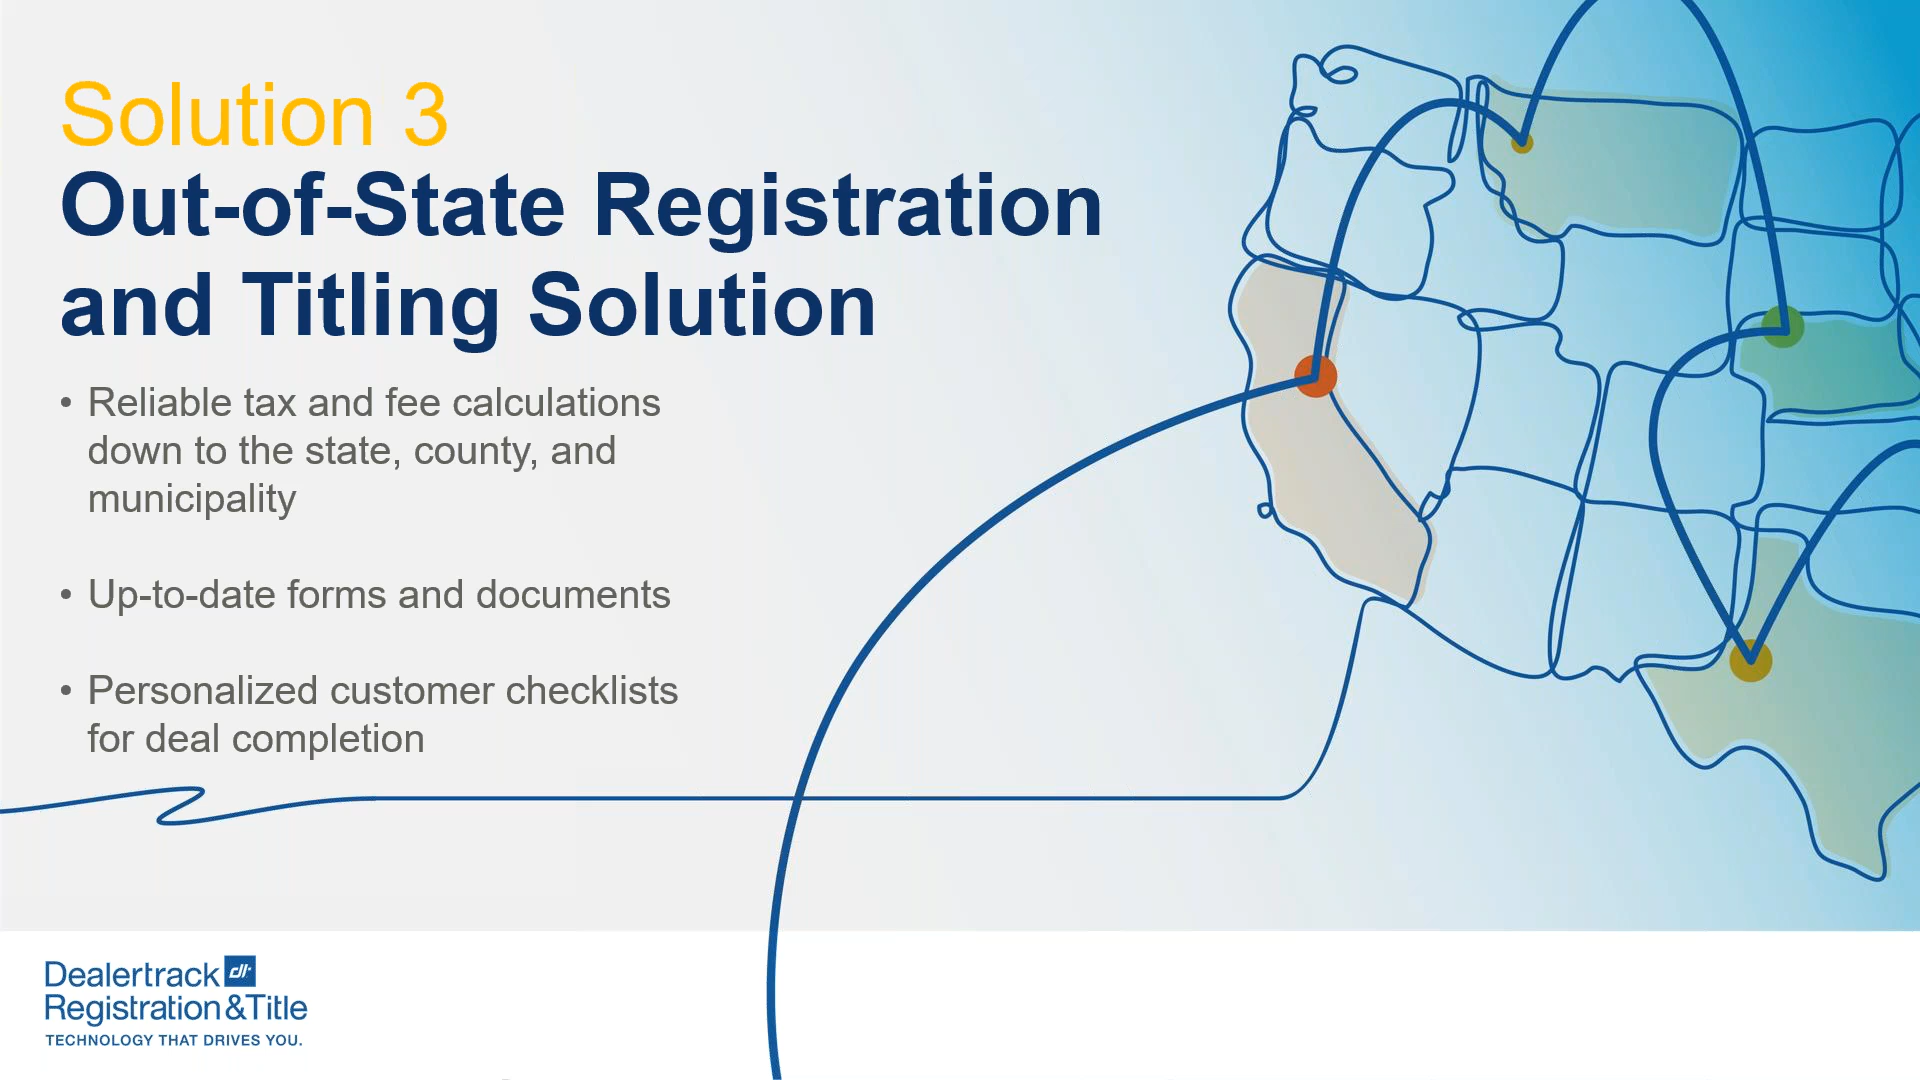 Solution 3
Out-of-State Registration
and Titling Solution
• Reliable tax and fee calculations
down to the state, county, and
municipality
• Up-to-date forms and documents
• Personalized customer checklists
for deal completion
Dealertrack dt
Registration&Title
TECHNOLOGY THAT DRIVES YOU.